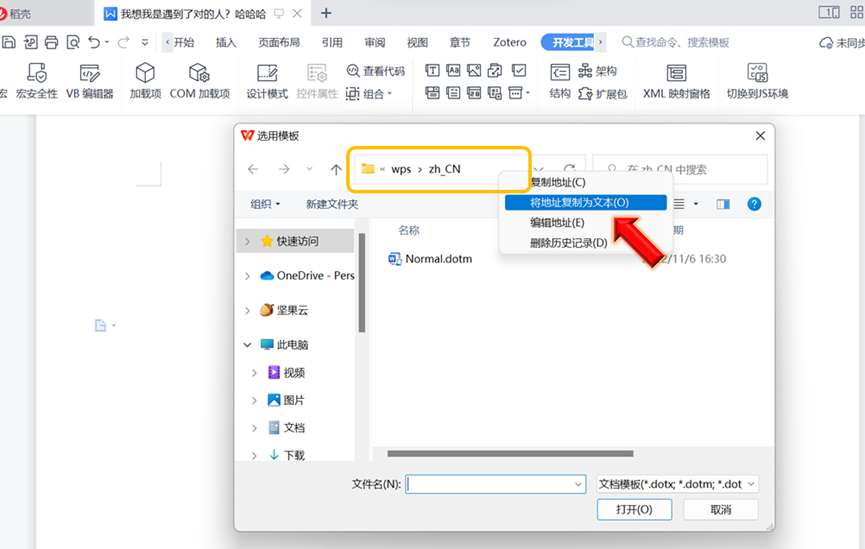 稻壳
我想我是遇到了对的人？哈哈哈
开始 插入 页面布局 引用 审阅 视图 章节 Zotero 开发工具 查找命令、搜索模板 未同步
宏 宏安全性 VB 编辑器 加载项 COM 加载项 设计模式 控件属性 查看代码 组合 结构 架构 扩展包 XML 映射窗格 切换到JS环境
选用模板
« wps › zh_CN
在 zh_CN 中搜索
复制地址(C)
将地址复制为文本(O)
编辑地址(E)
删除历史记录(D)
组织 新建文件夹
名称 期
快速访问
Normal.dotm /11/6 16:30
OneDrive - Pers
坚果云
此电脑
视频
图片
文档
下载
文件名(N): 文档模板(*.dotx; *.dotm; *.dot
打开(O) 取消